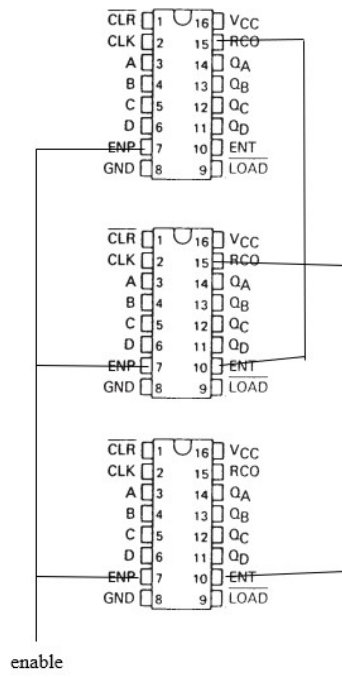 CLR 1 16 VCC
CLK 2 15 RCO
A 3 14 QA
B 4 13 QB
C 5 12 QC
D 6 11 QD
ENP 7 10 ENT
GND 8 9 LOAD
CLR 1 16 VCC
CLK 2 15 RCO
A 3 14 QA
B 4 13 QB
C 5 12 QC
D 6 11 QD
ENP 7 10 ENT
GND 8 9 LOAD
CLR 1 16 VCC
CLK 2 15 RCO
A 3 14 QA
B 4 13 QB
C 5 12 QC
D 6 11 QD
ENP 7 10 ENT
GND 8 9 LOAD
enable